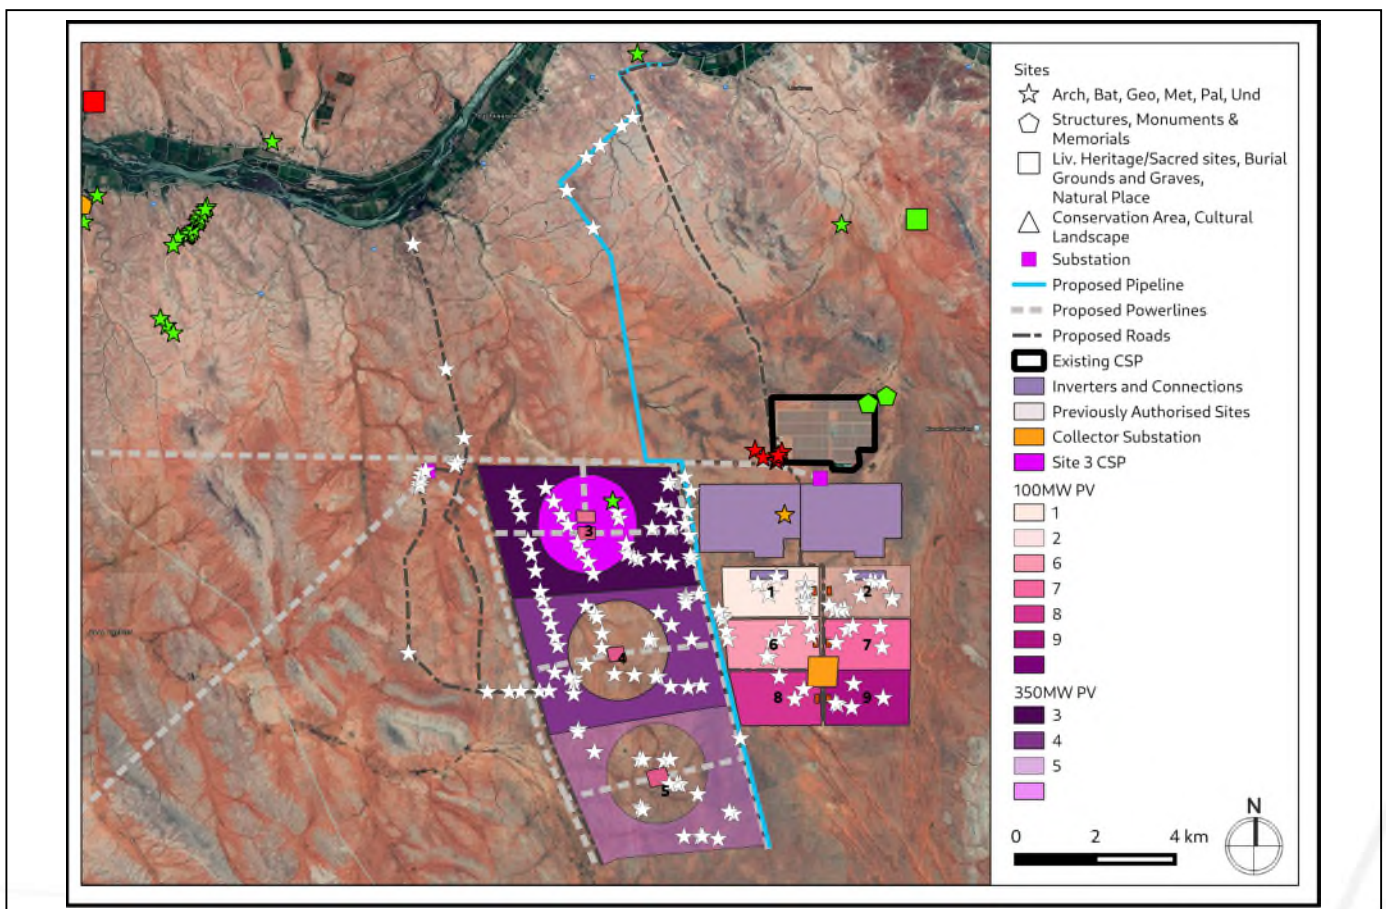 Sites
Arch, Bat, Geo, Met, Pal, Und
Structures, Monuments &
Memorials
Liv. Heritage/Sacred sites, Burial
Grounds and Graves,
Natural Place
Conservation Area, Cultural
Landscape
Substation
Proposed Pipeline
Proposed Powerlines
Proposed Roads
Existing CSP
Inverters and Connections
Previously Authorised Sites
Collector Substation
Site 3 CSP
100MW PV
1
2
6
7
8
9
350MW PV
3
4
5
N
0 2 4 km
3
1
2
4
6
7
8
9
5